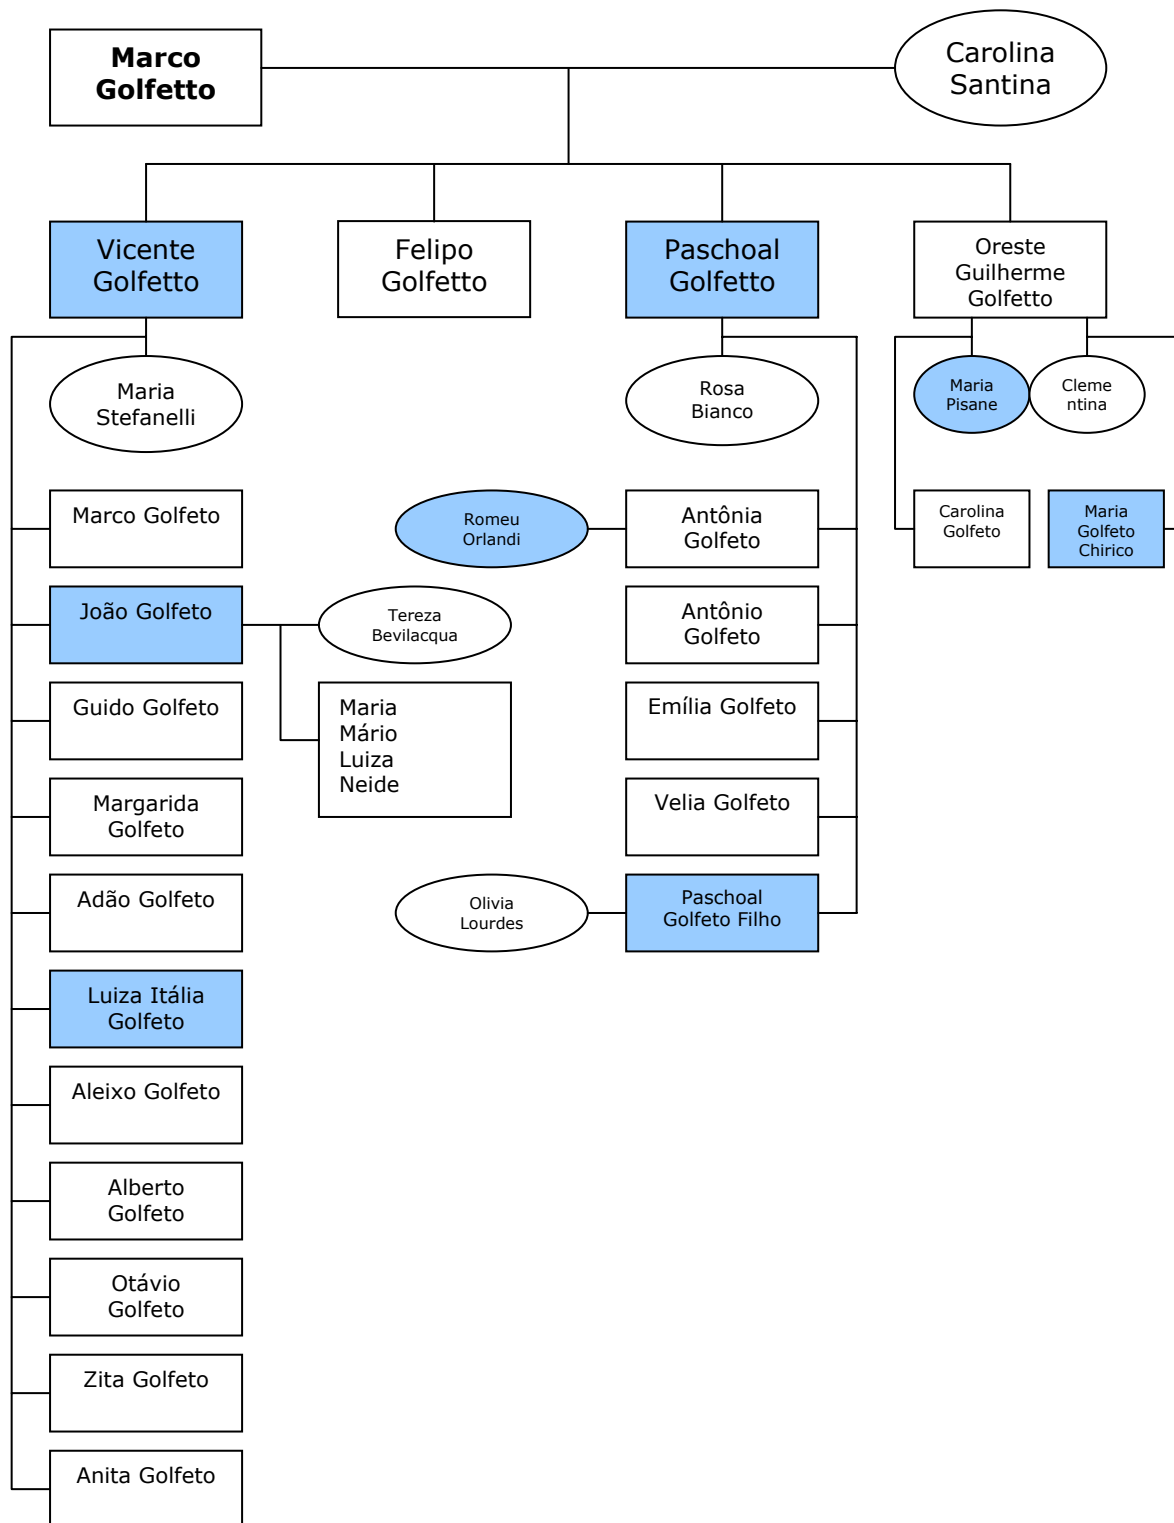 Marco
Golfetto
Carolina
Santina
Vicente
Golfetto
Felipo
Golfetto
Paschoal
Golfetto
Oreste
Guilherme
Golfetto
Maria
Stefanelli
Rosa
Bianco
Maria
Pisane
Cleme
ntina
Marco Golfeto
Romeu
Orlandi
Antônia
Golfeto
Carolina
Golfeto
Maria
Golfeto
Chirico
João Golfeto
Tereza
Bevilacqua
Antônio
Golfeto
Guido Golfeto
Maria
Mário
Luiza
Neide
Emília Golfeto
Margarida
Golfeto
Velia Golfeto
Adão Golfeto
Olivia
Lourdes
Paschoal
Golfeto Filho
Luiza Itália
Golfeto
Aleixo Golfeto
Alberto
Golfeto
Otávio
Golfeto
Zita Golfeto
Anita Golfeto